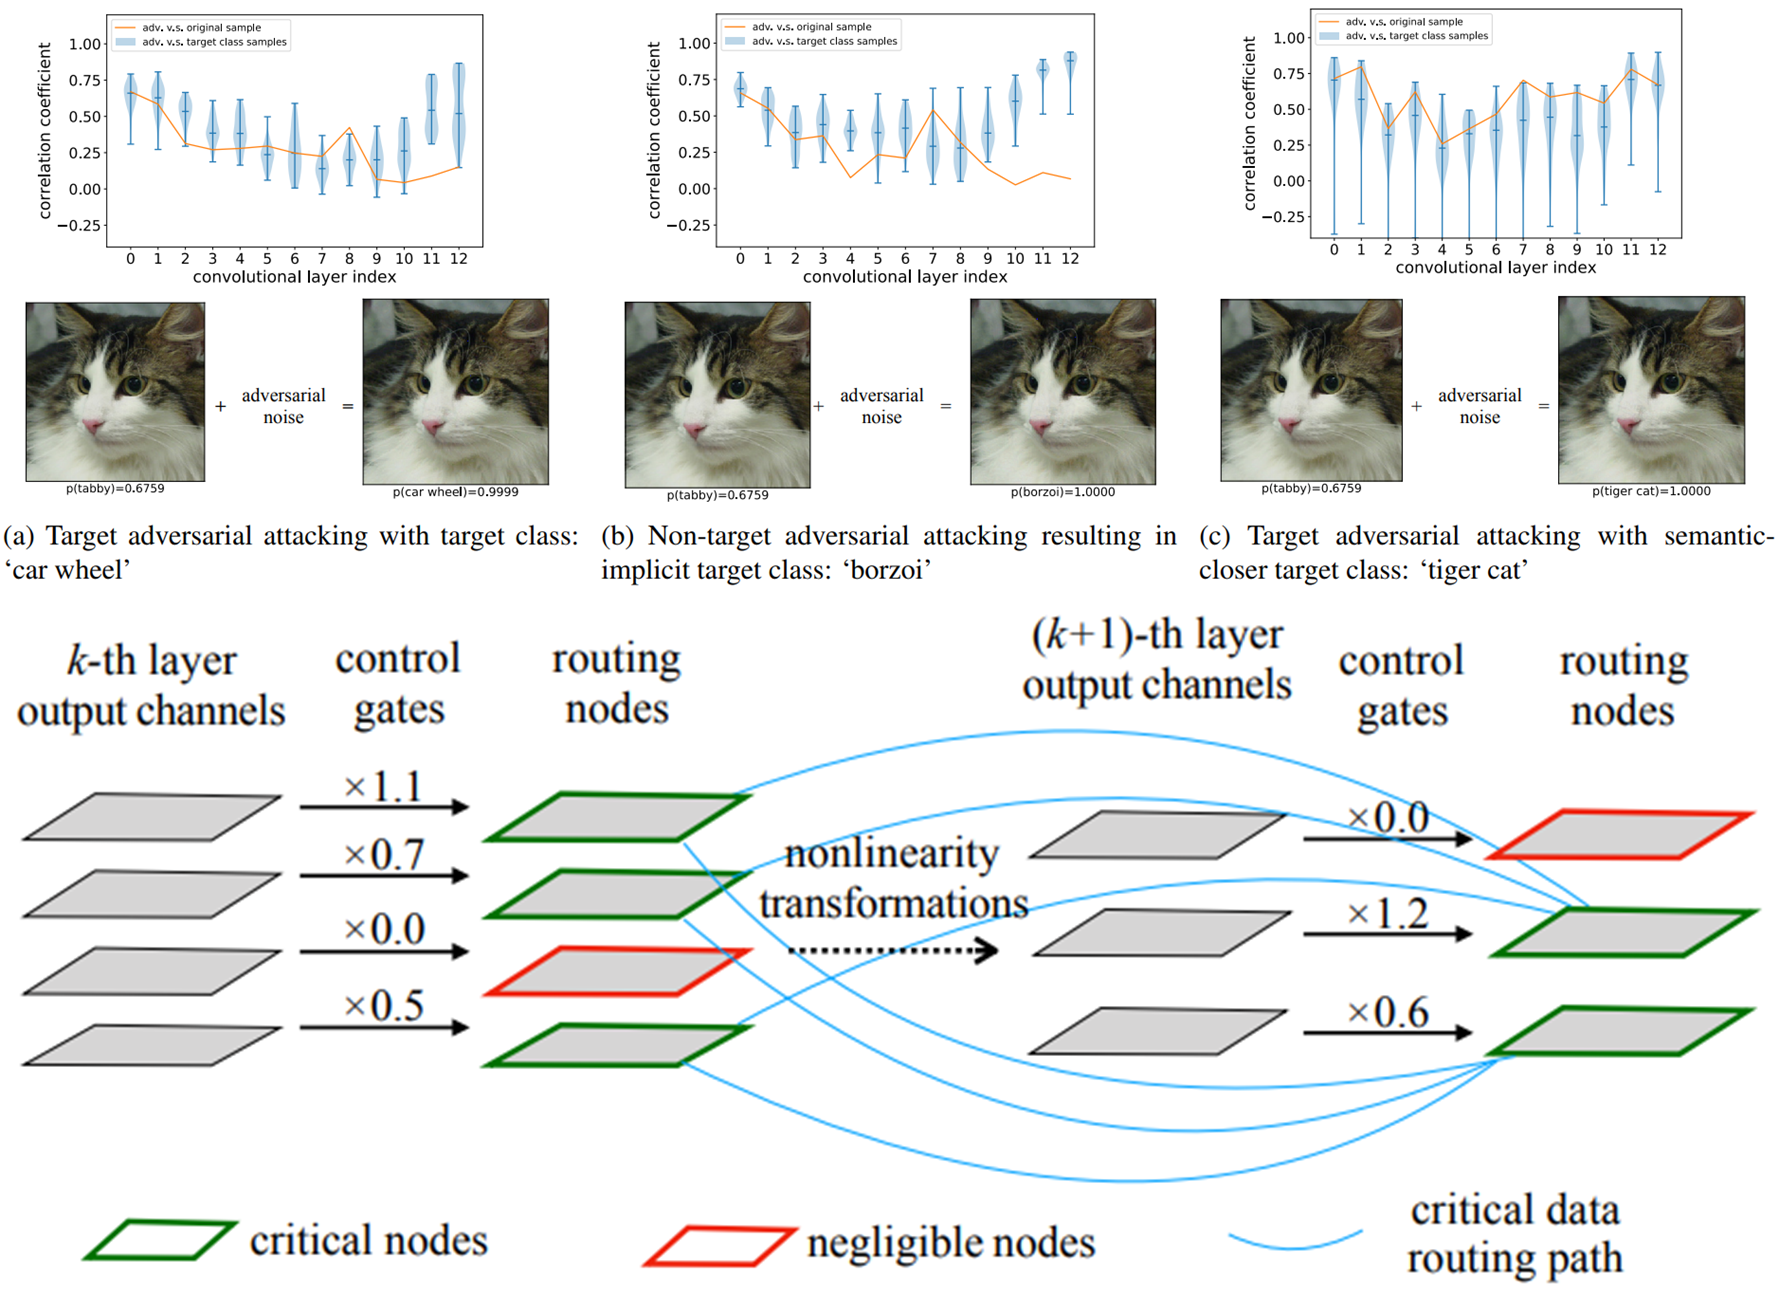 adv. v.s. original sample
adv. v.s. target class samples
correlation coefficient
1.00
0.75
0.50
0.25
0.00
−0.25
0 1 2 3 4 5 6 7 8 9 10 11 12
convolutional layer index
adv. v.s. original sample
adv. v.s. target class samples
correlation coefficient
1.00
0.75
0.50
0.25
0.00
−0.25
0 1 2 3 4 5 6 7 8 9 10 11 12
convolutional layer index
adv. v.s. original sample
adv. v.s. target class samples
correlation coefficient
1.00
0.75
0.50
0.25
0.00
−0.25
0 1 2 3 4 5 6 7 8 9 10 11 12
convolutional layer index
+ adversarial noise =
p(tabby)=0.6759
p(car wheel)=0.9999
+ adversarial noise =
p(tabby)=0.6759
p(borzoi)=1.0000
+ adversarial noise =
p(tabby)=0.6759
p(tiger cat)=1.0000
(a) Target adversarial attacking with target class:
‘car wheel’
(b) Non-target adversarial attacking resulting in
implicit target class: ‘borzoi’
(c) Target adversarial attacking with semantic-
closer target class: ‘tiger cat’
k-th layer
output channels
control
gates
routing
nodes
(k+1)-th layer
output channels
control
gates
routing
nodes
×1.1
×0.7
×0.0
×0.5
nonlinearity
transformations
×0.0
×1.2
×0.6
critical nodes
negligible nodes
critical data
routing path